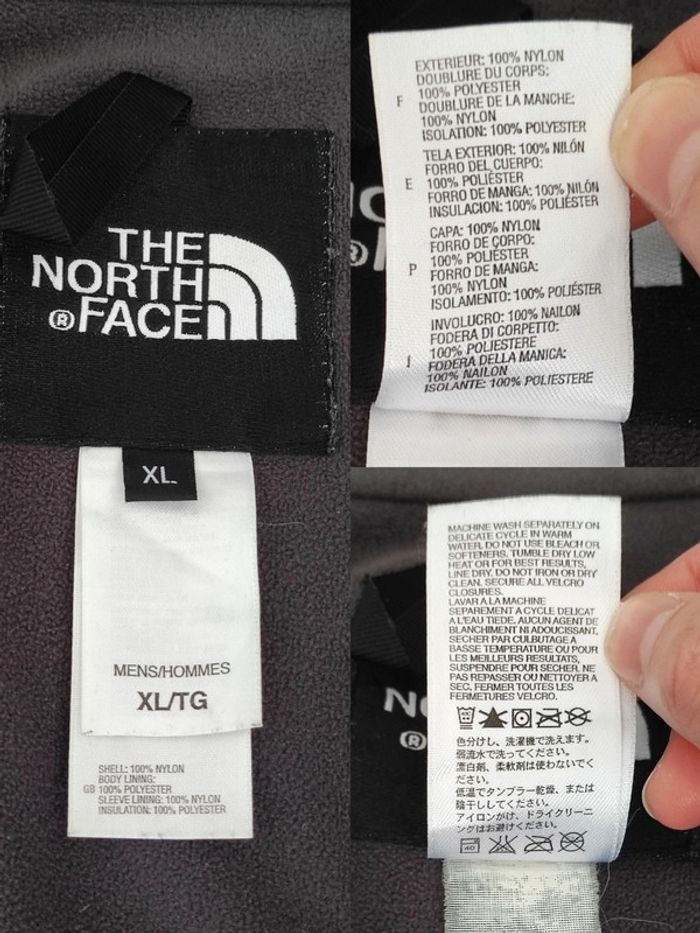 THE
NORTH
®FACE
XL
MENS/HOMMES
XL/TG
SHELL: 100% NYLON
BODY LINING:
GB 100% POLYESTER
SLEEVE LINING: 100% NYLON
INSULATION: 100% POLYESTER
EXTERIEUR: 100% NYLON
DOUBLURE DU CORPS:
100% POLYESTER
F DOUBLURE DE LA MANCHE:
100% NYLON
ISOLATION: 100% POLYESTER
TELA EXTERIOR: 100% NILÓN
FORRO DEL CUERPO:
E 100% POLIÉSTER
FORRO DE MANGA: 100% NILÓN
INSULACION: 100% POLIÉSTER
CAPA: 100% NYLON
FORRO DE CORPO:
100% POLIÉSTER
P FORRO DE MANGA:
100% NYLON
ISOLAMENTO: 100% POLIÉSTER
INVOLUCRO: 100% NAILON
FODERA DI CORPETTO:
100% POLIESTERE
I FODERA DELLA MANICA:
100% NAILON
ISOLANTE: 100% POLIESTERE
MACHINE WASH SEPARATELY ON
DELICATE CYCLE IN WARM
WATER, DO NOT USE BLEACH OR
SOFTENERS. TUMBLE DRY LOW
HEAT OR FOR BEST RESULTS,
LINE DRY. DO NOT IRON OR DRY
CLEAN. SECURE ALL VELCRO
CLOSURES.
LAVAR A LA MACHINE
SEPAREMENT A CYCLE DELICAT
A L'EAU TIEDE. AUCUN AGENT DE
BLANCHIMENT NI ADOUCISSANT.
SECHER PAR CULBUTAGE A
BASSE TEMPERATURE OU POUR
LES MEILLEURS RESULTATS,
SUSPENDRE POUR SECHER. NE
PAS REPASSER OU NETTOYER A
SEC. FERMER TOUTES LES
FERMETURES VELCRO.
色分けし、洗濯機で洗えます。
弱流水で洗ってください。
漂白剤、柔軟剤は使わないでく
ださい。
低温でタンブラー乾燥、または
陰干ししてください。
アイロンがけ、ドライクリーニ
ングはお避けください。
40
N
®